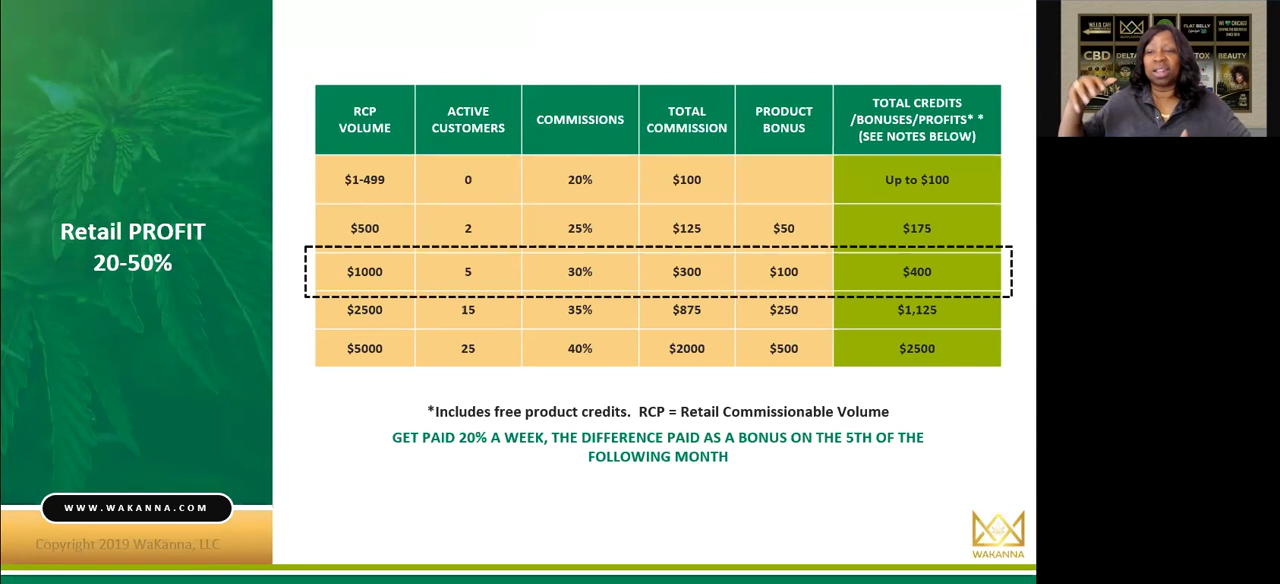 Retail PROFIT
20-50%
WWW.WAKANNA.COM
Copyright 2019 WaKanna, LLC
RCP VOLUME
ACTIVE CUSTOMERS
COMMISSIONS
TOTAL COMMISSION
PRODUCT BONUS
TOTAL CREDITS /BONUSES/PROFITS* * (SEE NOTES BELOW)
$1-499 0 20% $100 Up to $100
$500 2 25% $125 $50 $175
$1000 5 30% $300 $100 $400
$2500 15 35% $875 $250 $1,125
$5000 25 40% $2000 $500 $2500
*Includes free product credits. RCP = Retail Commissionable Volume
GET PAID 20% A WEEK, THE DIFFERENCE PAID AS A BONUS ON THE 5TH OF THE
FOLLOWING MONTH
WAKANNA
FLAT BELLY
CBD
BEAUTY